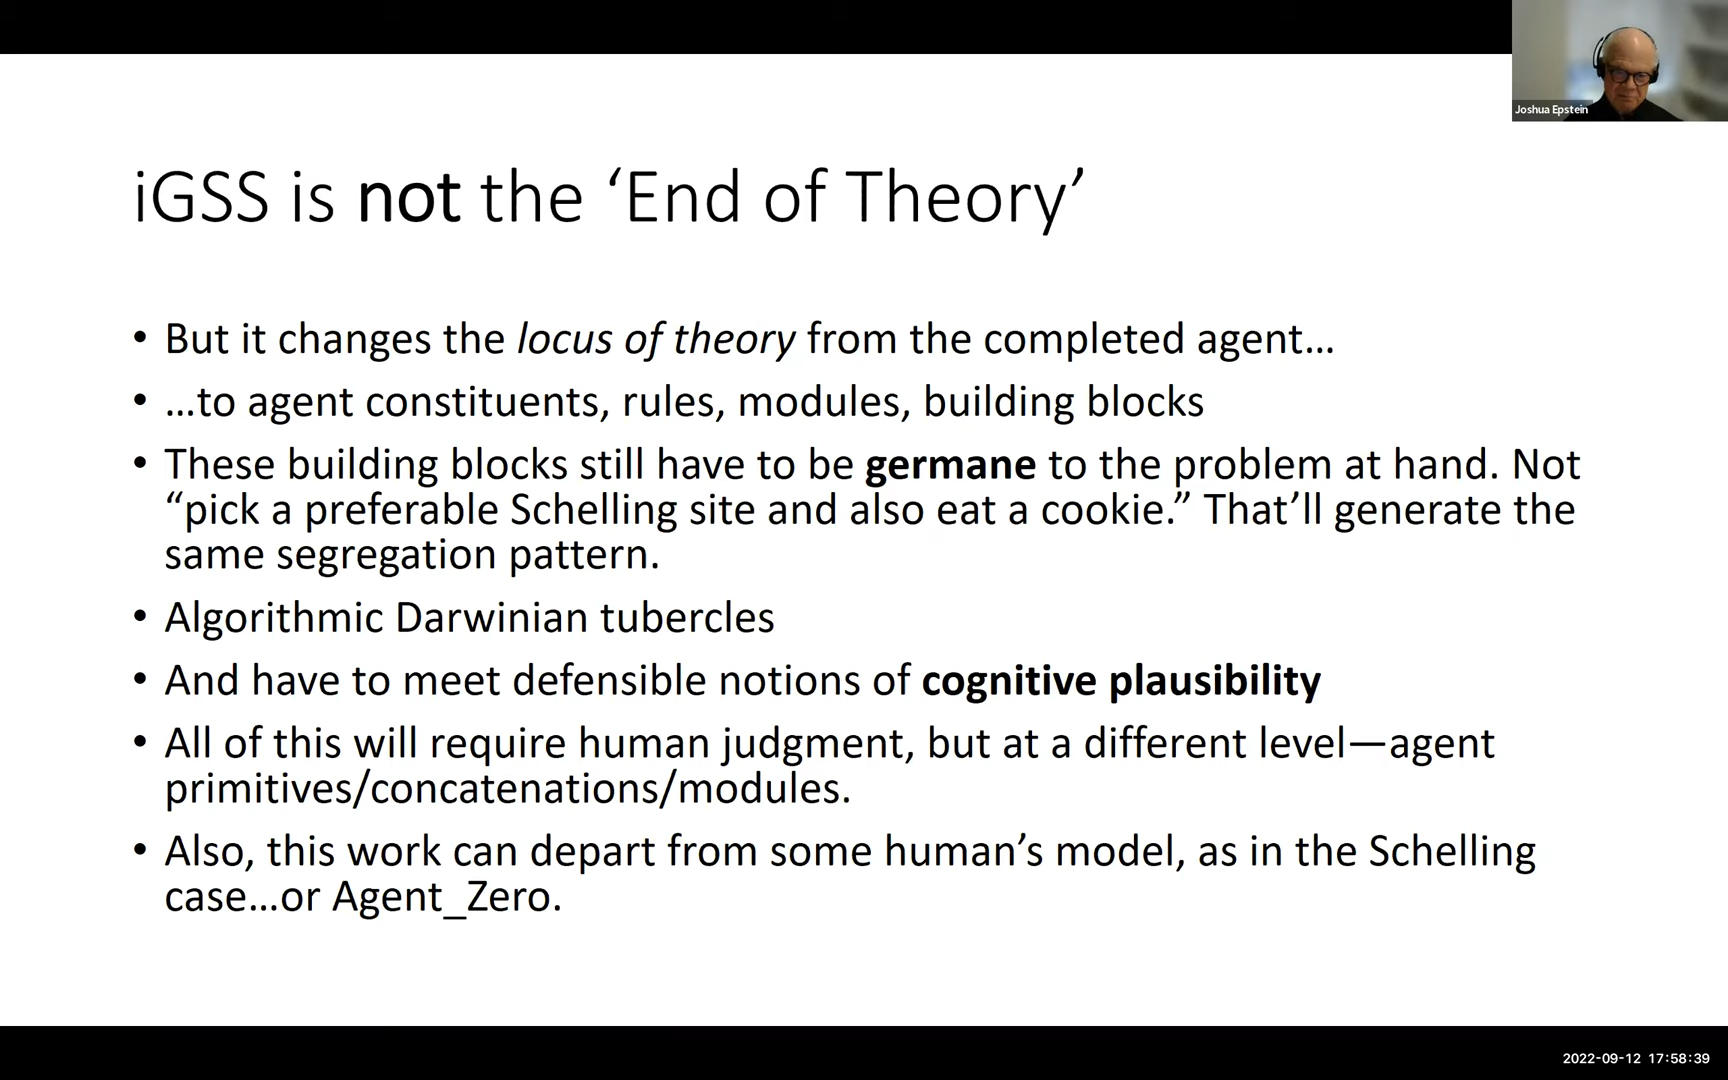 Joshua Epstein
iGSS is not the ‘End of Theory’
• But it changes the locus of theory from the completed agent…
• …to agent constituents, rules, modules, building blocks
• These building blocks still have to be germane to the problem at hand. Not
“pick a preferable Schelling site and also eat a cookie.” That’ll generate the
same segregation pattern.
• Algorithmic Darwinian tubercles
• And have to meet defensible notions of cognitive plausibility
• All of this will require human judgment, but at a different level—agent
primitives/concatenations/modules.
• Also, this work can depart from some human’s model, as in the Schelling
case…or Agent_Zero.
2022-09-12 17:58:39